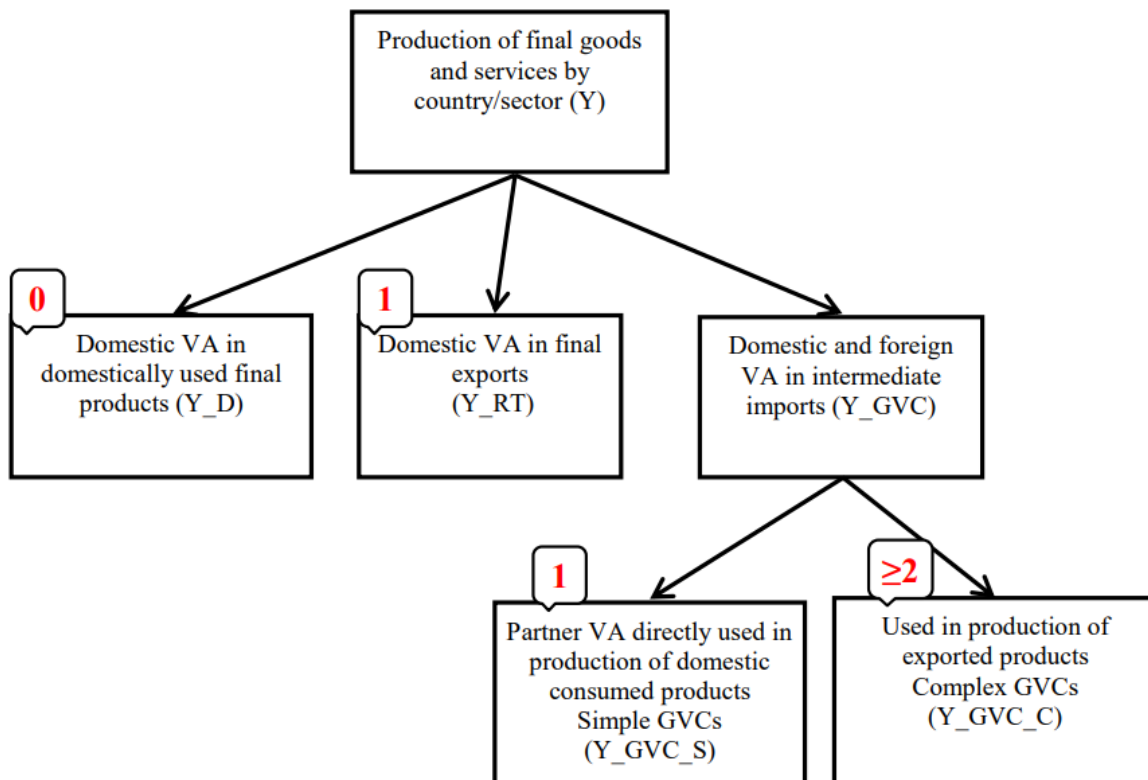 Production of final goods
and services by
country/sector (Y)
0
Domestic VA in
domestically used final
products (Y_D)
1
Domestic VA in final
exports
(Y_RT)
Domestic and foreign
VA in intermediate
imports (Y_GVC)
1
Partner VA directly used in
production of domestic
consumed products
Simple GVCs
(Y_GVC_S)
≥2
Used in production of
exported products
Complex GVCs
(Y_GVC_C)